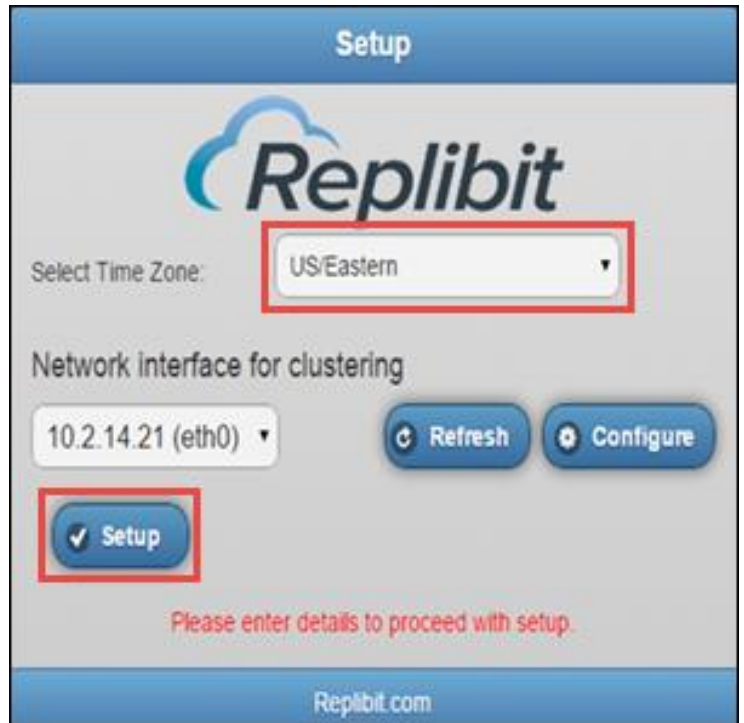 Setup
Replibit
Select Time Zone: US/Eastern
Network interface for clustering
10.2.14.21 (eth0) Refresh Configure
Setup
Please enter details to proceed with setup.
Replibit.com